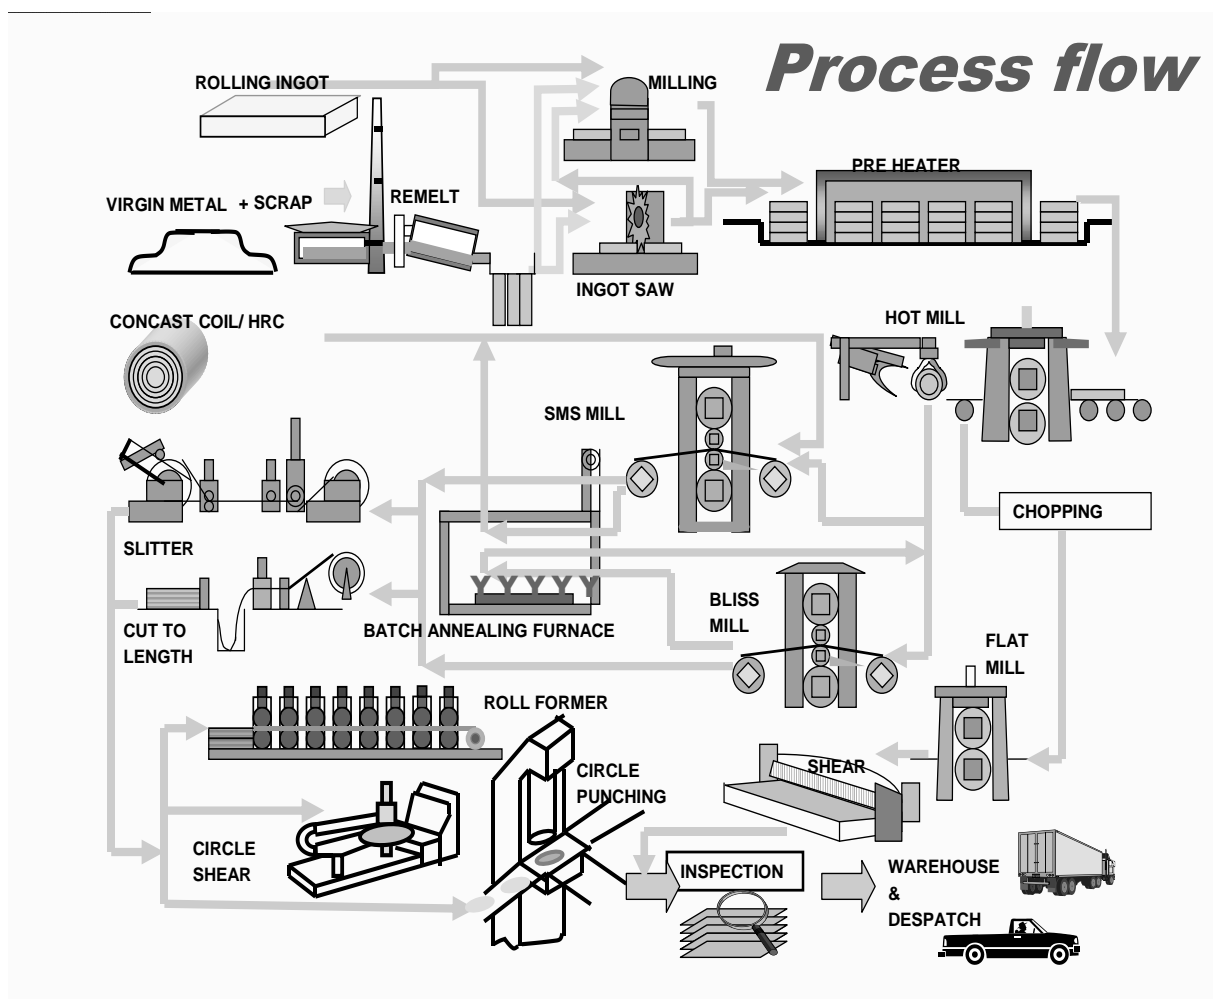 Process flow
ROLLING INGOT
MILLING
PRE HEATER
VIRGIN METAL + SCRAP
REMELT
INGOT SAW
CONCAST COIL/ HRC
HOT MILL
SMS MILL
CHOPPING
SLITTER
BLISS
MILL
CUT TO
LENGTH
BATCH ANNEALING FURNACE
FLAT
MILL
ROLL FORMER
CIRCLE
PUNCHING
SHEAR
CIRCLE
SHEAR
INSPECTION
WAREHOUSE
&
DESPATCH